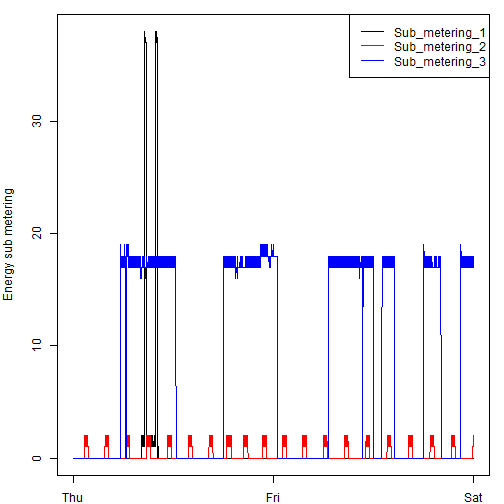 Sub_metering_1
Sub_metering_2
Sub_metering_3
Energy sub metering
30
20
10
0
Thu Fri Sat